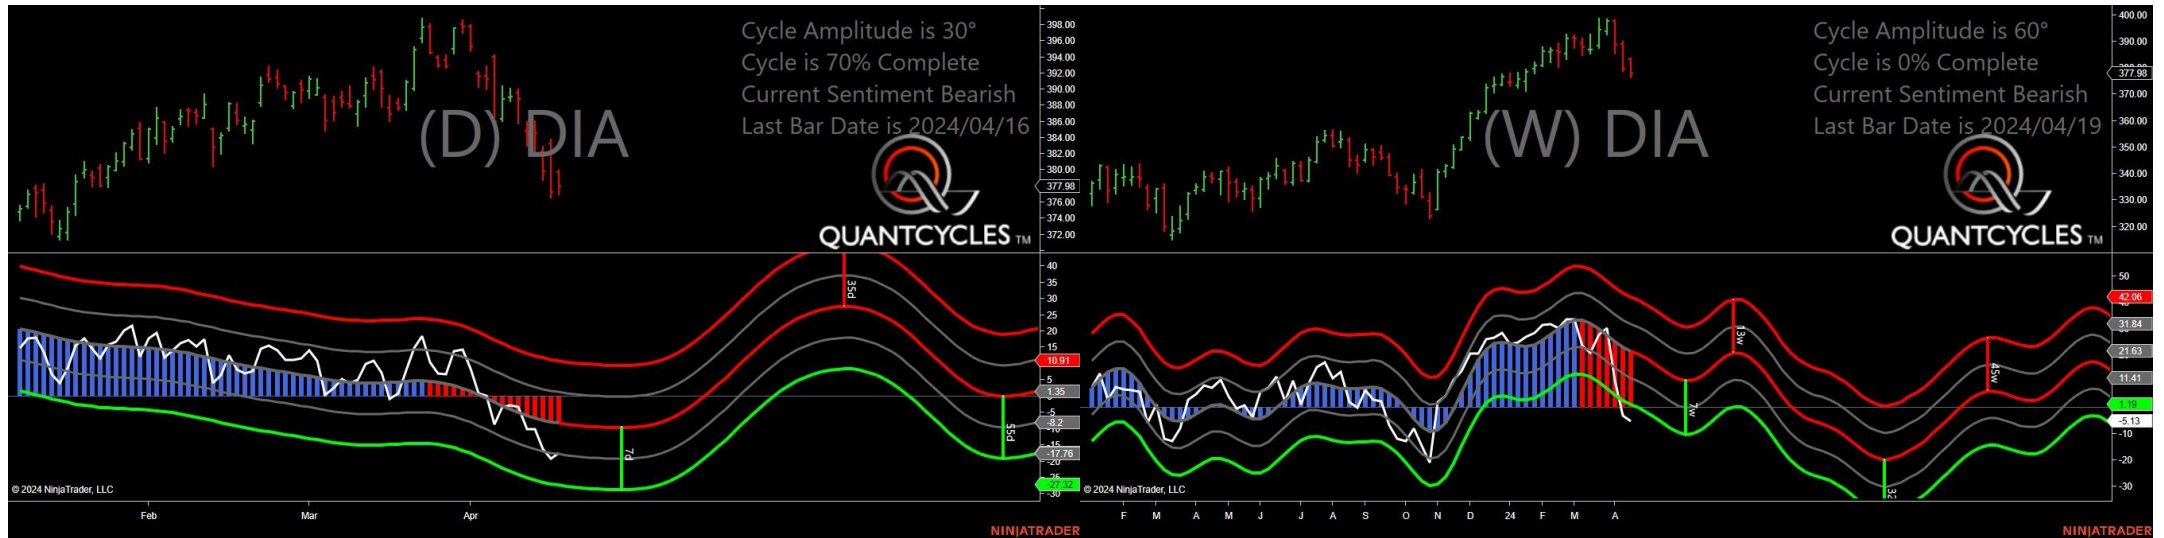 Cycle Amplitude is 30°
Cycle is 70% Complete
Current Sentiment Bearish
Last Bar Date is 2024/04/16
(D) DIA
QUANTCYCLES TM
398.00
396.00
394.00
392.00
390.00
388.00
386.00
384.00
382.00
380.00
377.98
376.00
374.00
372.00
40
35
30
25
20
15
10.91
5
1.35
-5
-8.2
-17.76
-20
-27.32
-30
35d
7d
55d
© 2024 NinjaTrader, LLC
Feb Mar Apr
NINJATRADER
Cycle Amplitude is 60°
Cycle is 0% Complete
Current Sentiment Bearish
Last Bar Date is 2024/04/19
(W) DIA
QUANTCYCLES TM
400.00
390.00
377.98
370.00
360.00
350.00
340.00
330.00
320.00
50
42.06
31.84
21.63
11.41
1.19
-5.13
-10
-20
-30
13w
45w
7w
© 2024 NinjaTrader, LLC
F M A M J J A S O N D 24 F M A
NINJATRADER